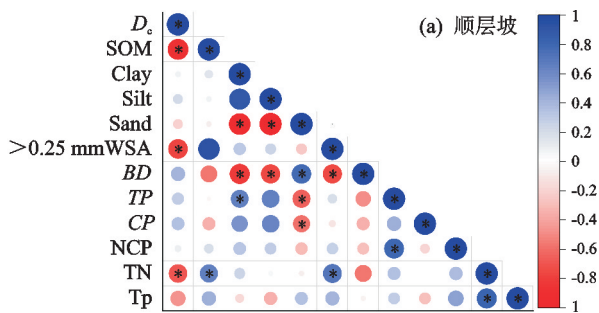 (a) 顺层坡
D_c
SOM
Clay
Silt
Sand
＞0.25 mmWSA
BD
TP
CP
NCP
TN
Tp
1
0.8
0.6
0.4
0.2
0
-0.2
-0.4
-0.6
-0.8
-1